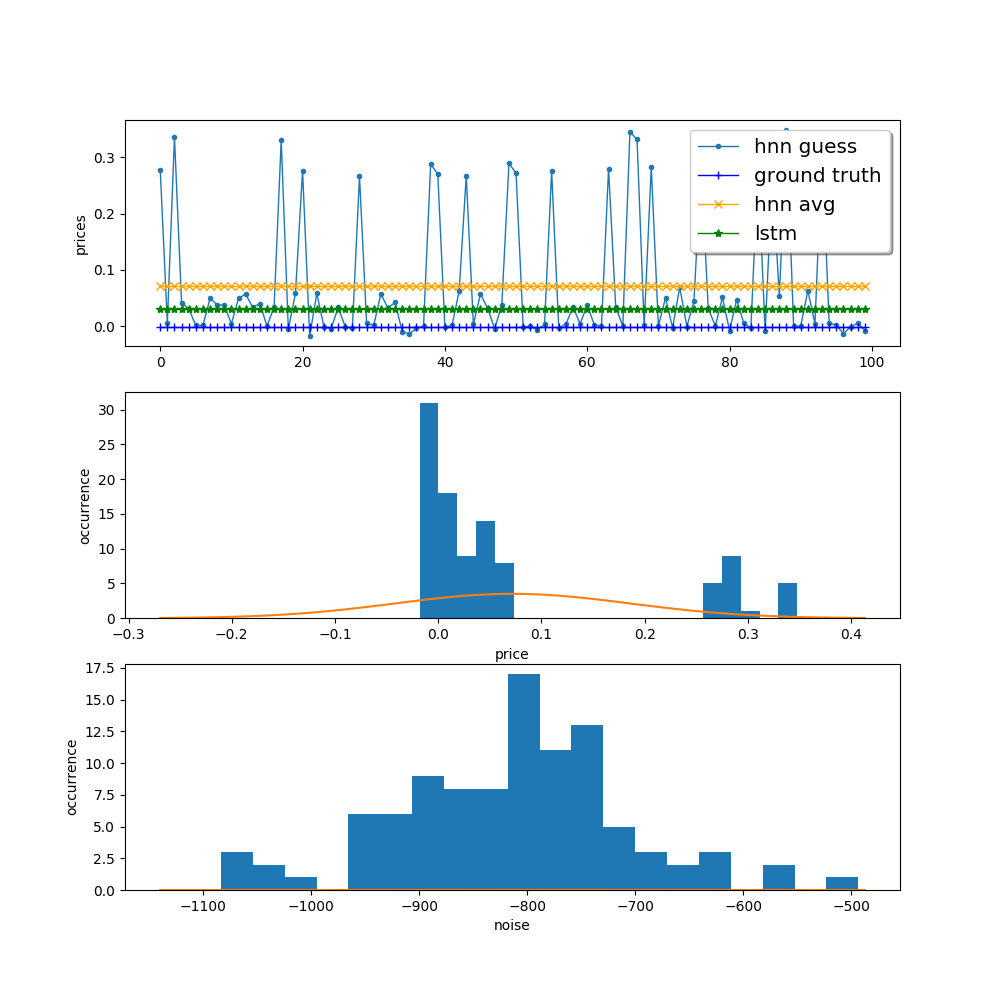 0.3
0.2
0.1
0.0
prices
hnn guess
ground truth
hnn avg
lstm
0 20 40 60 80 100
30
25
20
15
10
5
0
occurrence
−0.3 −0.2 −0.1 0.0 0.1 0.2 0.3 0.4
price
17.5
15.0
12.5
10.0
7.5
5.0
2.5
0.0
occurrence
−1100 −1000 −900 −800 −700 −600 −500
noise